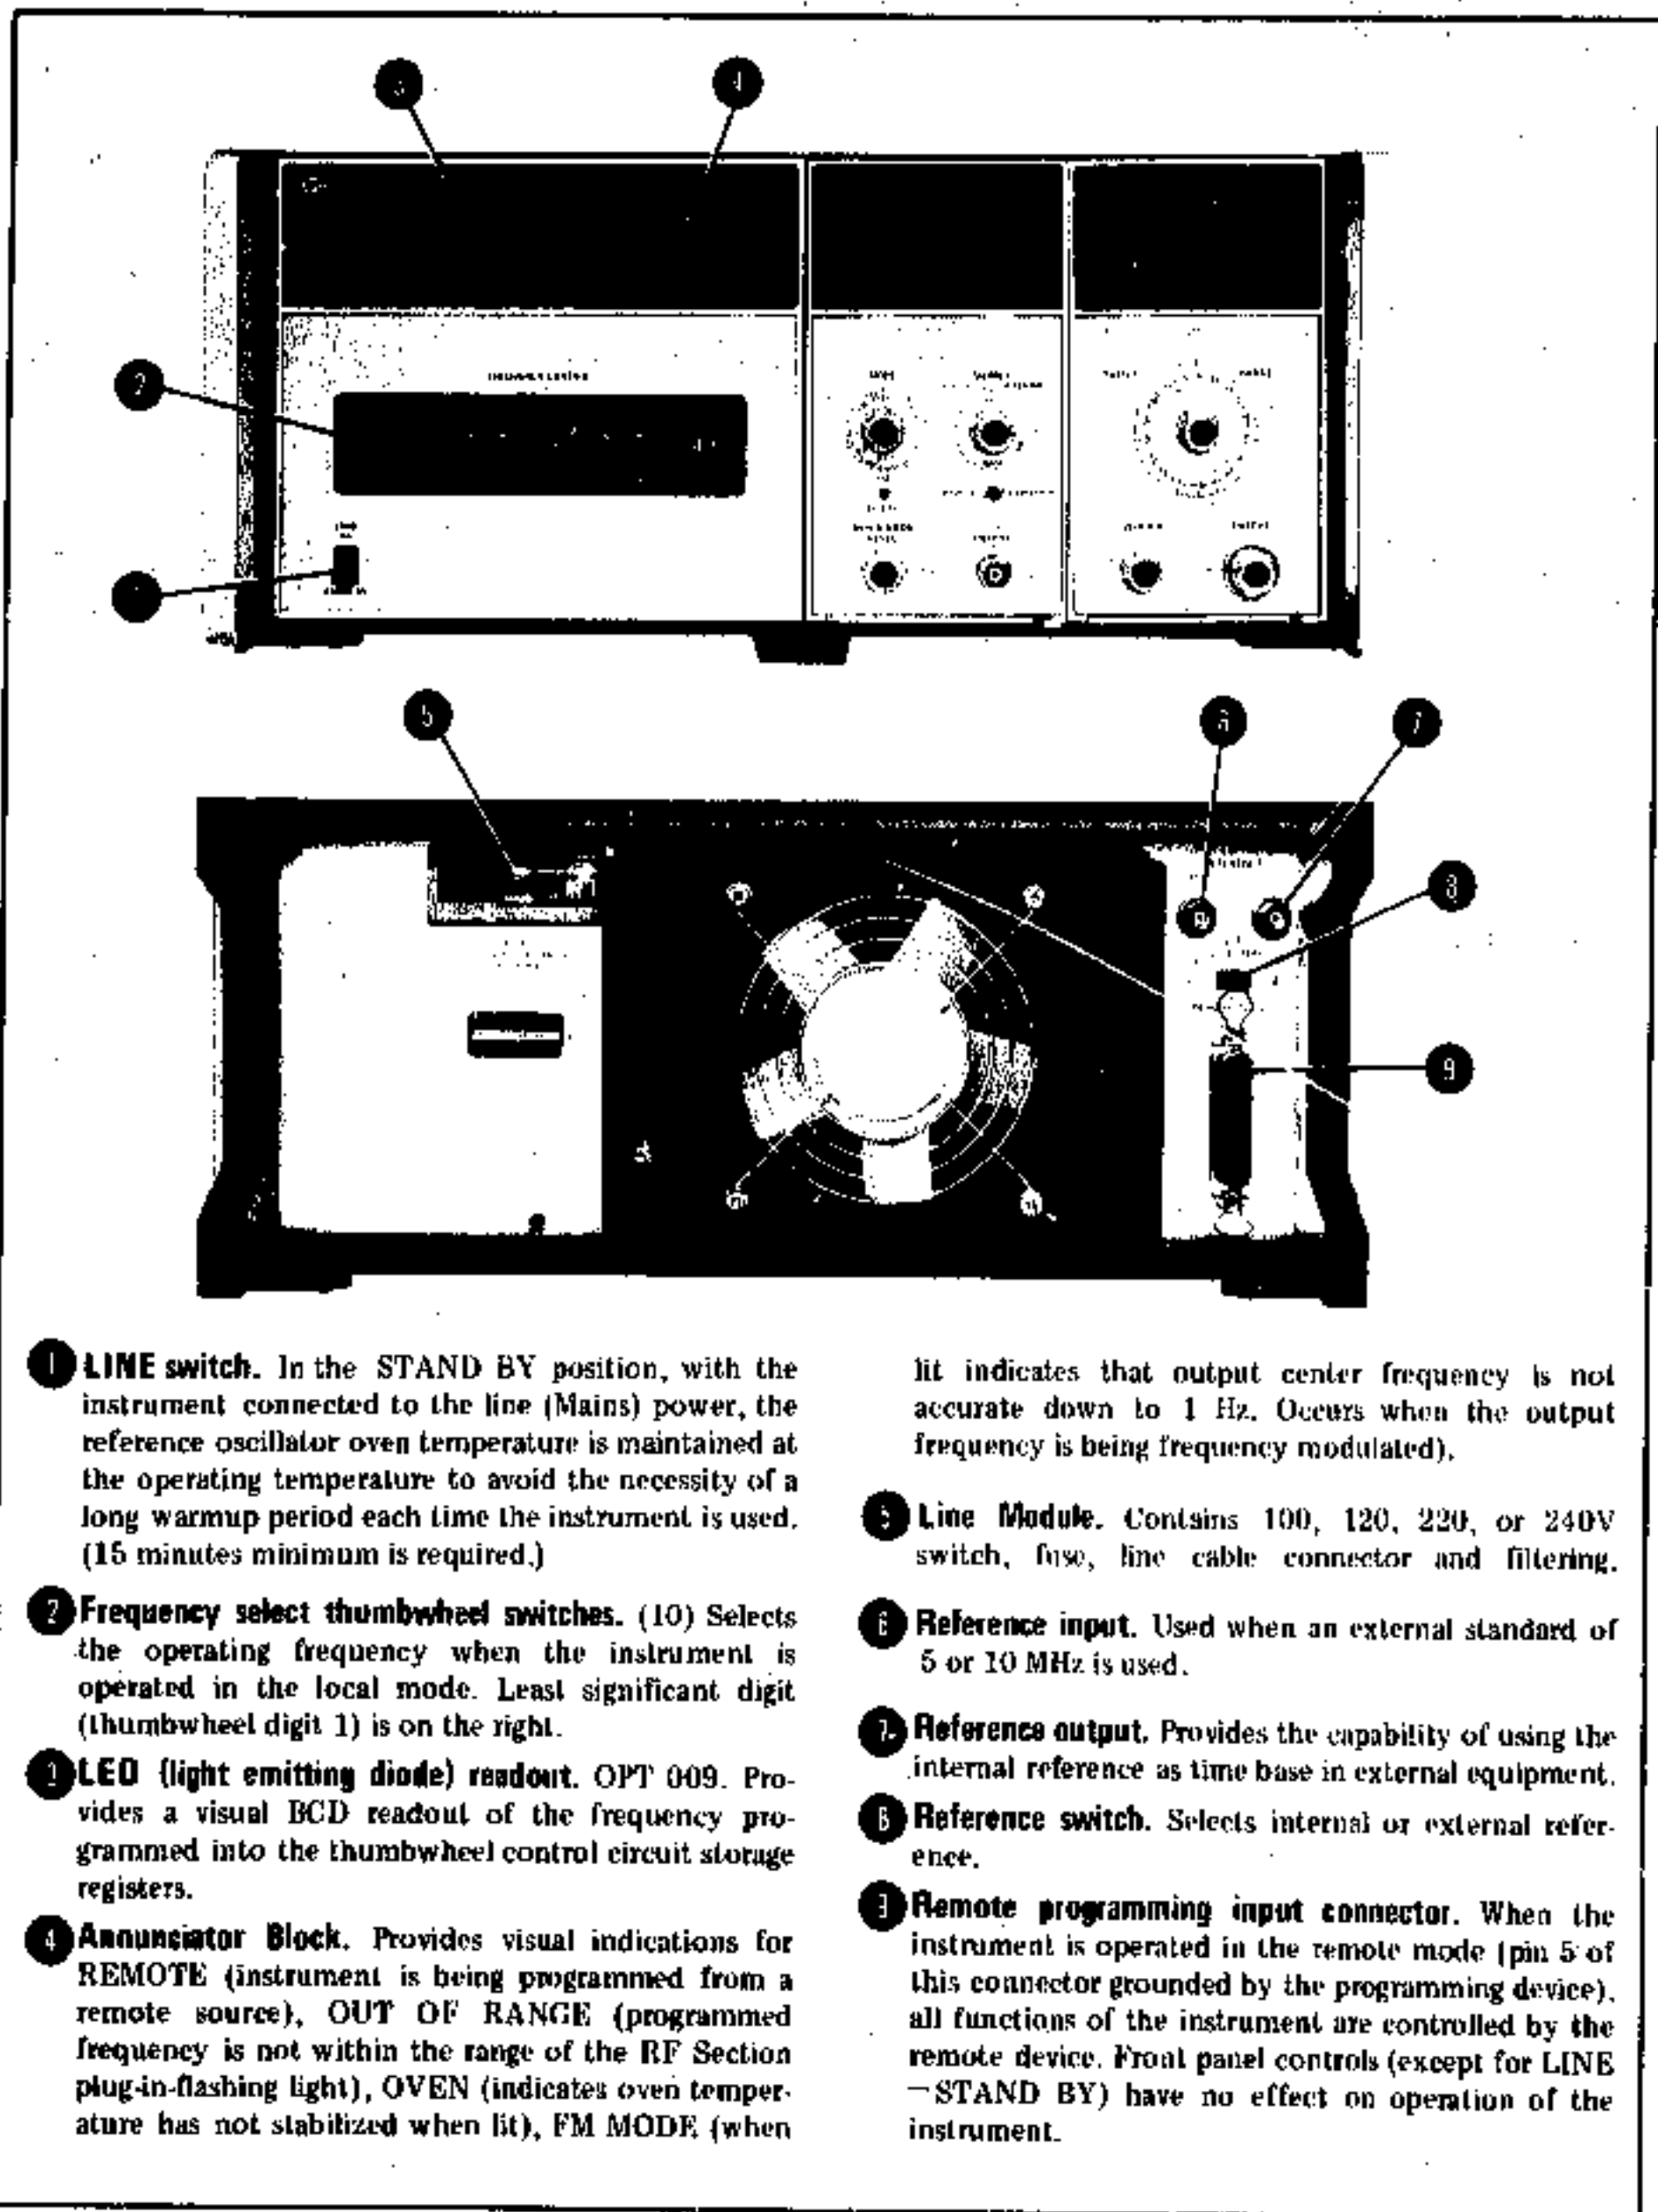 5
9
1 LINE switch. In the STAND BY position, with the
instrument connected to the line (Mains) power, the
reference oscillator oven temperature is maintained at
the operating temperature to avoid the necessity of a
long warmup period each time the instrument is used.
(15 minutes minimum is required.)
2 Frequency select thumbwheel switches. (10) Selects
the operating frequency when the instrument is
operated in the local mode. Least significant digit
(thumbwheel digit 1) is on the right.
3 LED (light emitting diode) readout. OPT 009. Pro-
vides a visual BCD readout of the frequency pro-
grammed into the thumbwheel control circuit storage
registers.
4 Annunciator Block. Provides visual indications for
REMOTE (instrument is being programmed from a
remote source), OUT OF RANGE (programmed
frequency is not within the range of the RF Section
plug-in-flashing light), OVEN (indicates oven temper-
ature has not stabilized when lit), FM MODE (when
lit indicates that output center frequency is not
accurate down to 1 Hz. Occurs when the output
frequency is being frequency modulated).
5 Line Module. Contains 100, 120, 220, or 240V
switch, fuse, line cable connector and filtering.
6 Reference input. Used when an external standard of
5 or 10 MHz is used.
7 Reference output. Provides the capability of using the
internal reference as time base in external equipment.
8 Reference switch. Selects internal or external refer-
ence.
9 Remote programming input connector. When the
instrument is operated in the remote mode (pin 5 of
this connector grounded by the programming device),
all functions of the instrument are controlled by the
remote device. Front panel controls (except for LINE
—STAND BY) have no effect on operation of the
instrument.